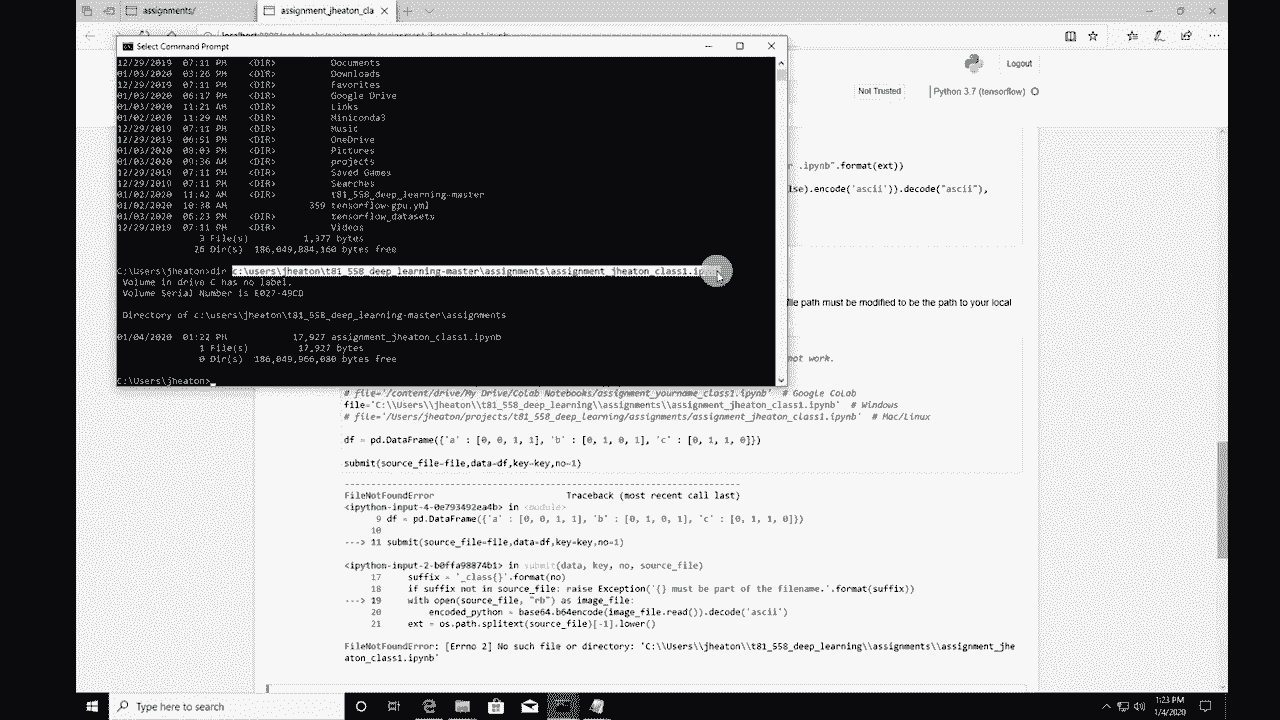 assignments/
assignment_jheaton_cla
Select Command Prompt
Logout
Not Trusted
Python 3.7 (tensorflow)
12/29/2019 07:11 PM <DIR> Documents
01/03/2020 03:26 PM <DIR> Downloads
12/29/2019 07:11 PM <DIR> Favorites
01/03/2020 06:17 PM <DIR> Google Drive
01/03/2020 11:21 AM <DIR> Links
01/02/2020 11:29 AM <DIR> Miniconda3
12/29/2019 07:11 PM <DIR> Music
12/29/2019 06:51 PM <DIR> OneDrive
01/03/2020 08:03 PM <DIR> Pictures
01/03/2020 09:36 AM <DIR> projects
12/29/2019 07:11 PM <DIR> Saved Games
12/29/2019 07:11 PM <DIR> Searches
01/02/2020 11:42 AM <DIR> t81_558_deep_learning-master
01/02/2020 10:38 AM 359 tensorflow-gpu.yml
01/03/2020 06:23 PM <DIR> tensorflow_datasets
12/29/2019 07:11 PM <DIR> Videos
3 File(s) 1,377 bytes
26 Dir(s) 186,049,884,160 bytes free
C:\Users\jheaton>dir c:\users\jheaton\t81_558_deep_learning-master\assignments\assignment_jheaton_class1.ip
Volume in drive C has no label.
Volume Serial Number is E027-49CD
Directory of c:\users\jheaton\t81_558_deep_learning-master\assignments
01/04/2020 01:22 PM 17,927 assignment_jheaton_class1.ipynb
1 File(s) 17,927 bytes
0 Dir(s) 186,049,966,080 bytes free
C:\Users\jheaton>
r .ipynb".format(ext))
lse).encode('ascii')).decode("ascii"),
file path must be modified to be the path to your local
not work.
# file='/content/drive/My Drive/Colab Notebooks/assignment_yourname_class1.ipynb' # Google CoLab
file='C:\\Users\\jheaton\\t81_558_deep_learning\\assignments\\assignment_jheaton_class1.ipynb' # Windows
# file='/Users/jheaton/projects/t81_558_deep_learning/assignments/assignment_jheaton_class1.ipynb' # Mac/Linux
df = pd.DataFrame({'a' : [0, 0, 1, 1], 'b' : [0, 1, 0, 1], 'c' : [0, 1, 1, 0]})
submit(source_file=file,data=df,key=key,no=1)
---------------------------------------------------------------------------
FileNotFoundError Traceback (most recent call last)
<ipython-input-4-0e793492ea4b> in <module>
9 df = pd.DataFrame({'a' : [0, 0, 1, 1], 'b' : [0, 1, 0, 1], 'c' : [0, 1, 1, 0]})
10
---> 11 submit(source_file=file,data=df,key=key,no=1)
<ipython-input-2-b0ffa98874b1> in submit(data, key, no, source_file)
17 suffix = '_class{}'.format(no)
18 if suffix not in source_file: raise Exception('{} must be part of the filename.'.format(suffix))
---> 19 with open(source_file, "rb") as image_file:
20 encoded_python = base64.b64encode(image_file.read()).decode('ascii')
21 ext = os.path.splitext(source_file)[-1].lower()
FileNotFoundError: [Errno 2] No such file or directory: 'C:\\Users\\jheaton\\t81_558_deep_learning\\assignments\\assignment_jhe
aton_class1.ipynb'
Type here to search
1:23 PM
1/4/2020